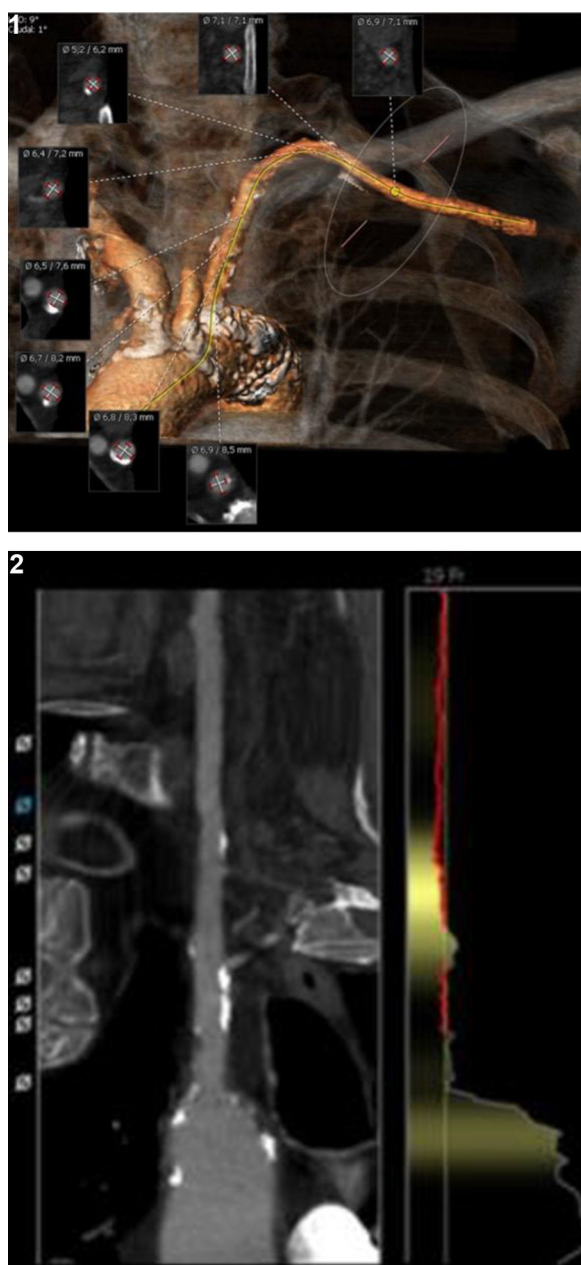 1
Caudal: 1°
Ø 7,1 / 7,1 mm
Ø 6,9 / 7,1 mm
Ø 5,2 / 6,2 mm
Ø 6,4 / 7,2 mm
Ø 6,5 / 7,6 mm
Ø 6,7 / 8,2 mm
Ø 6,8 / 8,3 mm
Ø 6,9 / 8,5 mm
2
19 Fr